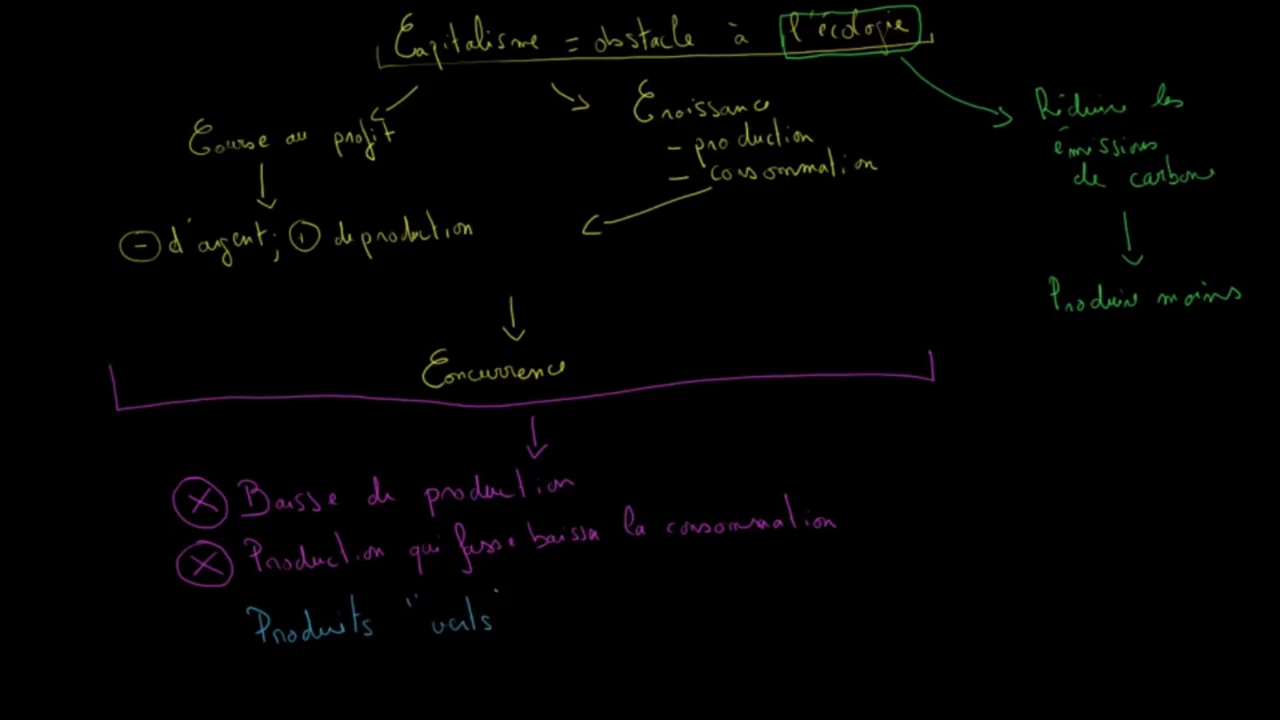 Capitalisme = obstacle à l'écologie
Course au profit
Croissance
- production
- consommation
Réduire les
émissions
de carbone
- d'argent; + de production
Produire moins
Concurrence
X Baisse de production
X Production qui fasse baisser la consommation
Produits "verts"